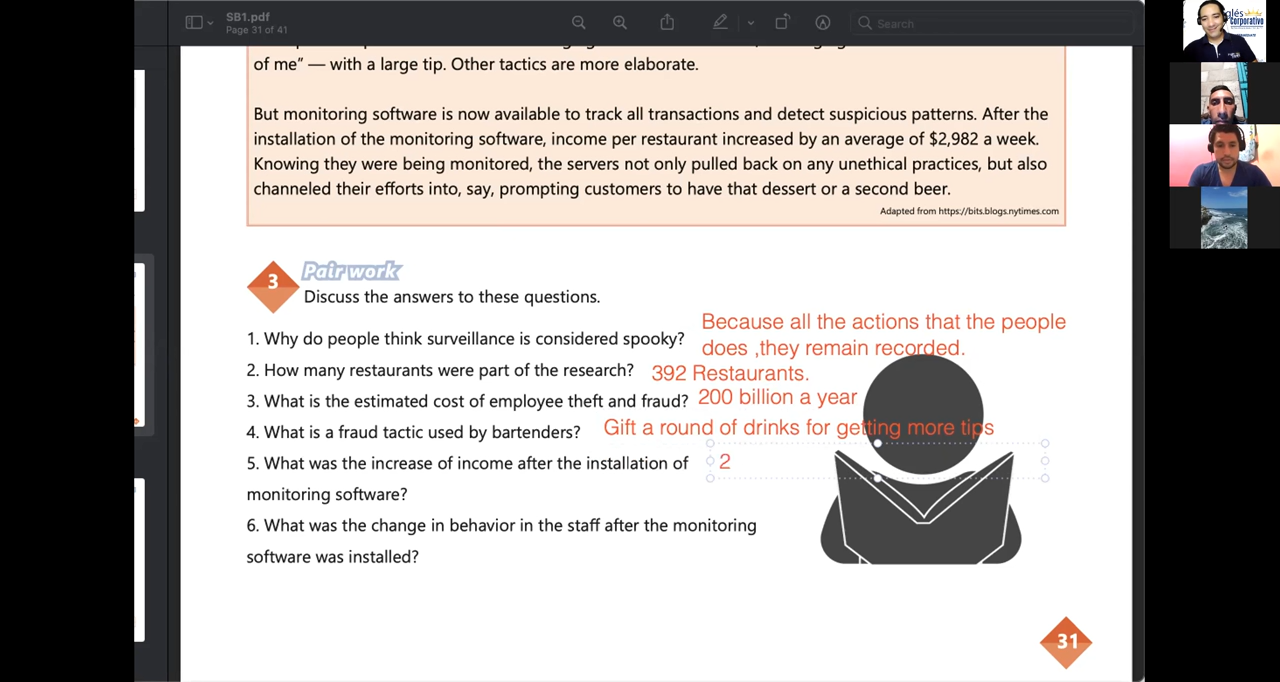 SB1.pdf
Page 31 of 41
Search
of me” — with a large tip. Other tactics are more elaborate.
But monitoring software is now available to track all transactions and detect suspicious patterns. After the
installation of the monitoring software, income per restaurant increased by an average of $2,982 a week.
Knowing they were being monitored, the servers not only pulled back on any unethical practices, but also
channeled their efforts into, say, prompting customers to have that dessert or a second beer.
Adapted from https://bits.blogs.nytimes.com
3
Pair work
Discuss the answers to these questions.
1. Why do people think surveillance is considered spooky?
Because all the actions that the people
does ,they remain recorded.
2. How many restaurants were part of the research?
392 Restaurants.
3. What is the estimated cost of employee theft and fraud?
200 billion a year
4. What is a fraud tactic used by bartenders?
Gift a round of drinks for getting more tips
5. What was the increase of income after the installation of
2
monitoring software?
6. What was the change in behavior in the staff after the monitoring
software was installed?
31